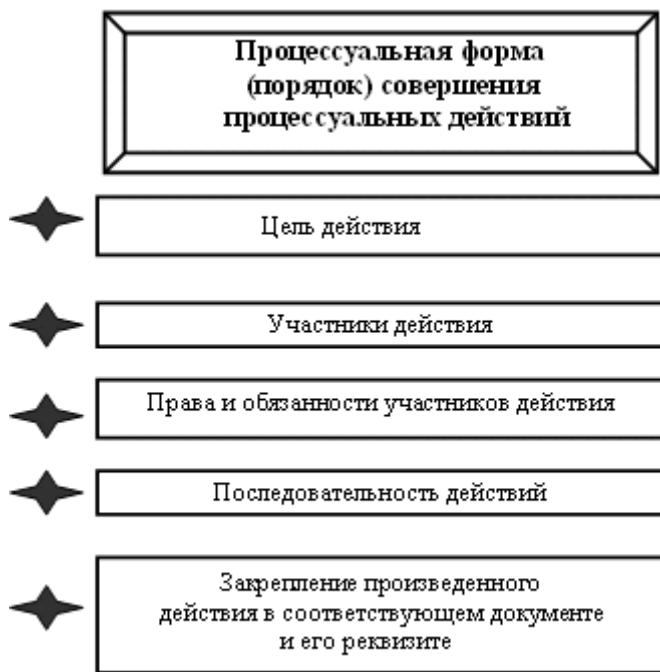 Процессуальная форма
(порядок) совершения
процессуальных действий
Цель действия
Участники действия
Права и обязанности участников действия
Последовательность действий
Закрепление произведенного
действия в соответствующем документе
и его реквизите